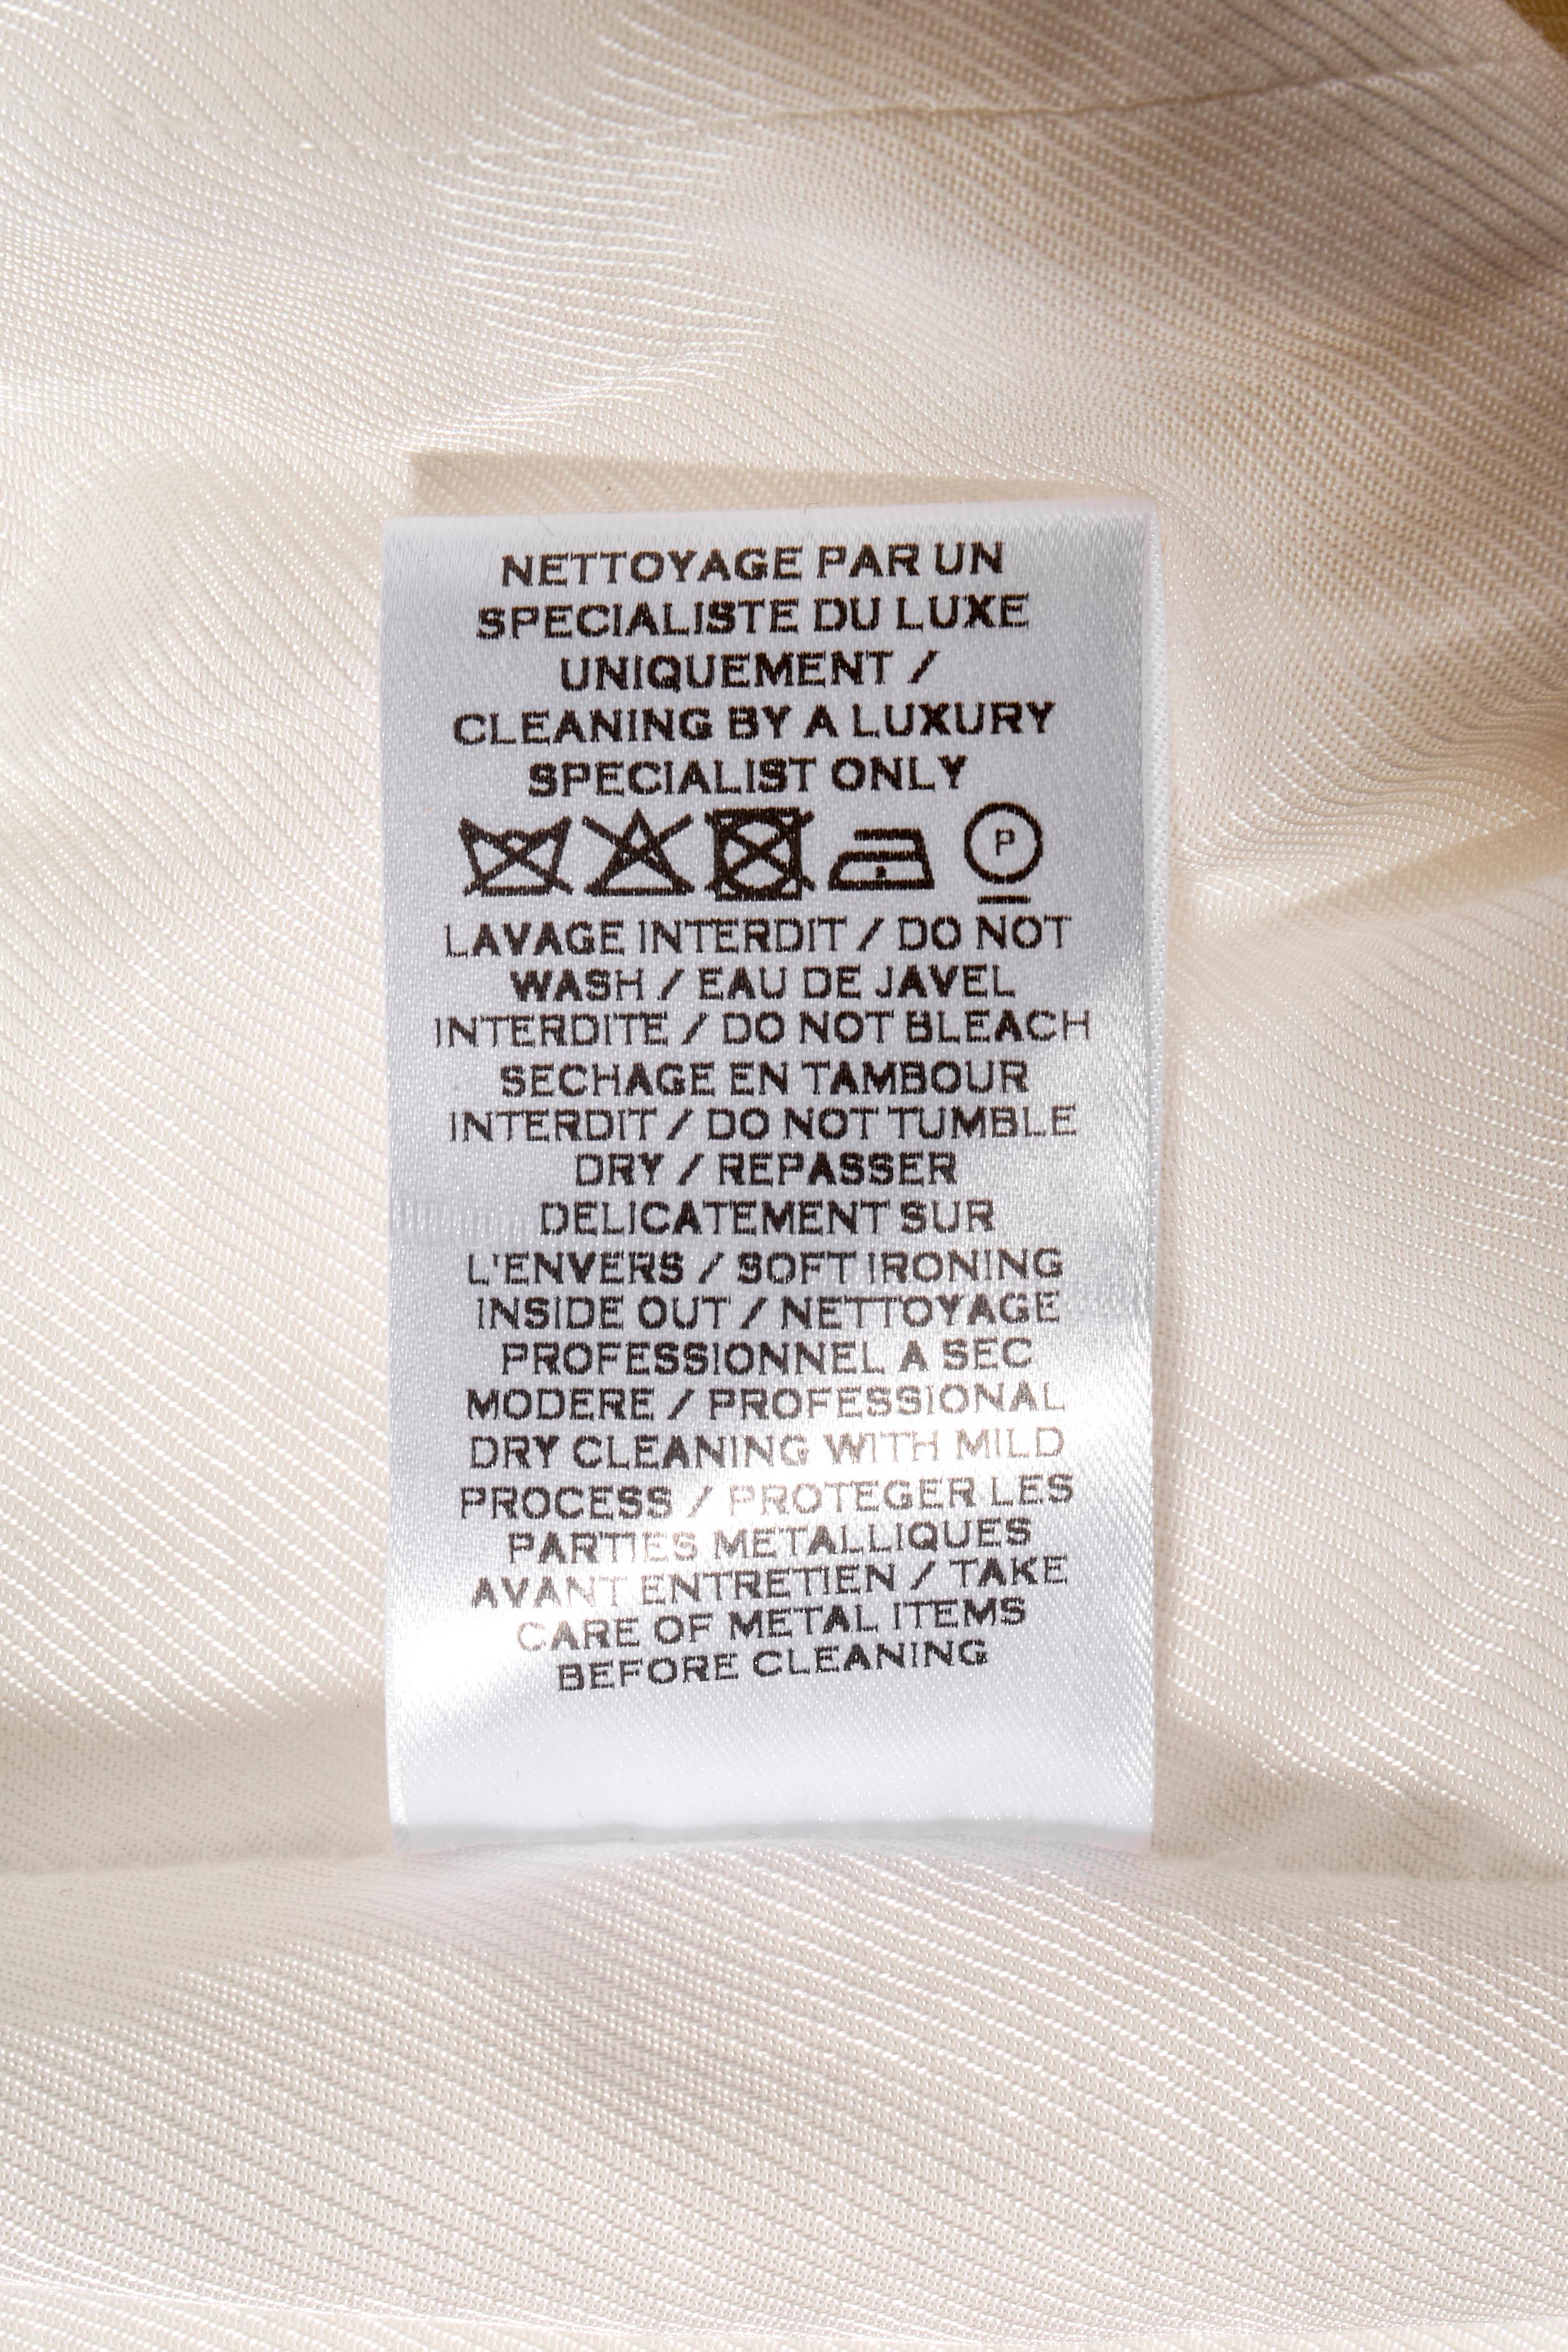 NETTOYAGE PAR UN
SPECIALISTE DU LUXE
UNIQUEMENT /
CLEANING BY A LUXURY
SPECIALIST ONLY
P
LAVAGE INTERDIT / DO NOT
WASH / EAU DE JAVEL
INTERDITE / DO NOT BLEACH
SECHAGE EN TAMBOUR
INTERDIT / DO NOT TUMBLE
DRY / REPASSER
DELICATEMENT SUR
L'ENVERS / SOFT IRONING
INSIDE OUT / NETTOYAGE
PROFESSIONNEL A SEC
MODERE / PROFESSIONAL
DRY CLEANING WITH MILD
PROCESS / PROTEGER LES
PARTIES METALLIQUES
AVANT ENTRETIEN / TAKE
CARE OF METAL ITEMS
BEFORE CLEANING